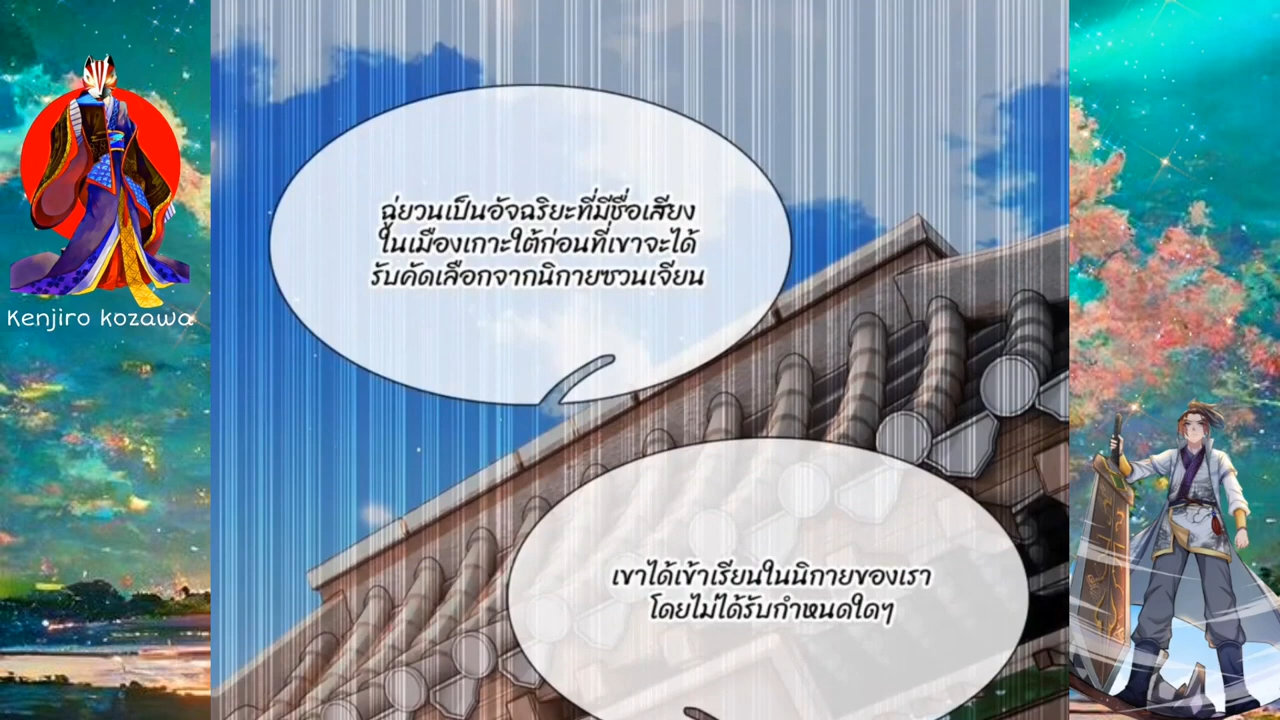 ฉู่ยวนเป็นอัจฉริยะที่มีชื่อเสียง
ในเมืองเกาะใต้ก่อนที่เขาจะได้
รับคัดเลือกจากนิกายซวนเจียน
เขาได้เข้าเรียนในนิกายของเรา
โดยไม่ได้รับกำหนดใดๆ
Kenjiro kozawa